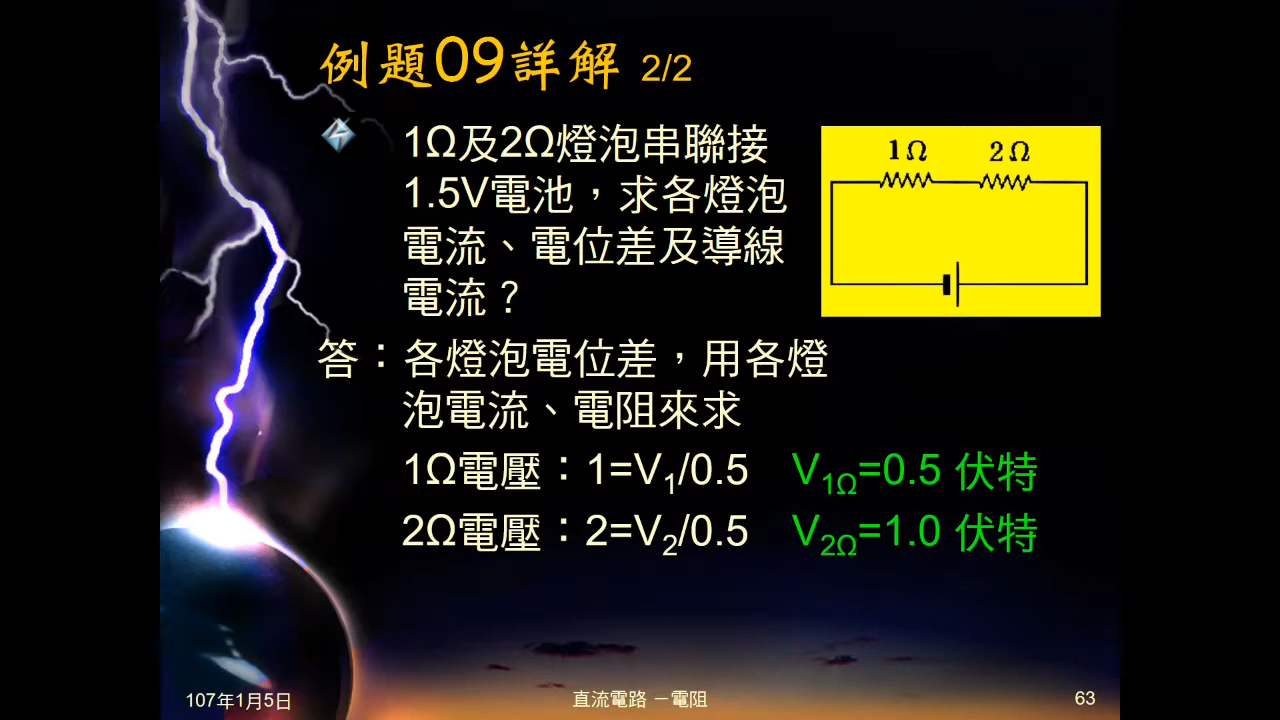 例題09詳解 2/2
1Ω及2Ω燈泡串聯接
1.5V電池，求各燈泡
電流、電位差及導線
電流？
1Ω 2Ω
答：各燈泡電位差，用各燈
泡電流、電阻來求
1Ω電壓：1=V₁/0.5 V₁Ω=0.5 伏特
2Ω電壓：2=V₂/0.5 V₂Ω=1.0 伏特
107年1月5日
直流電路 －電阻
63